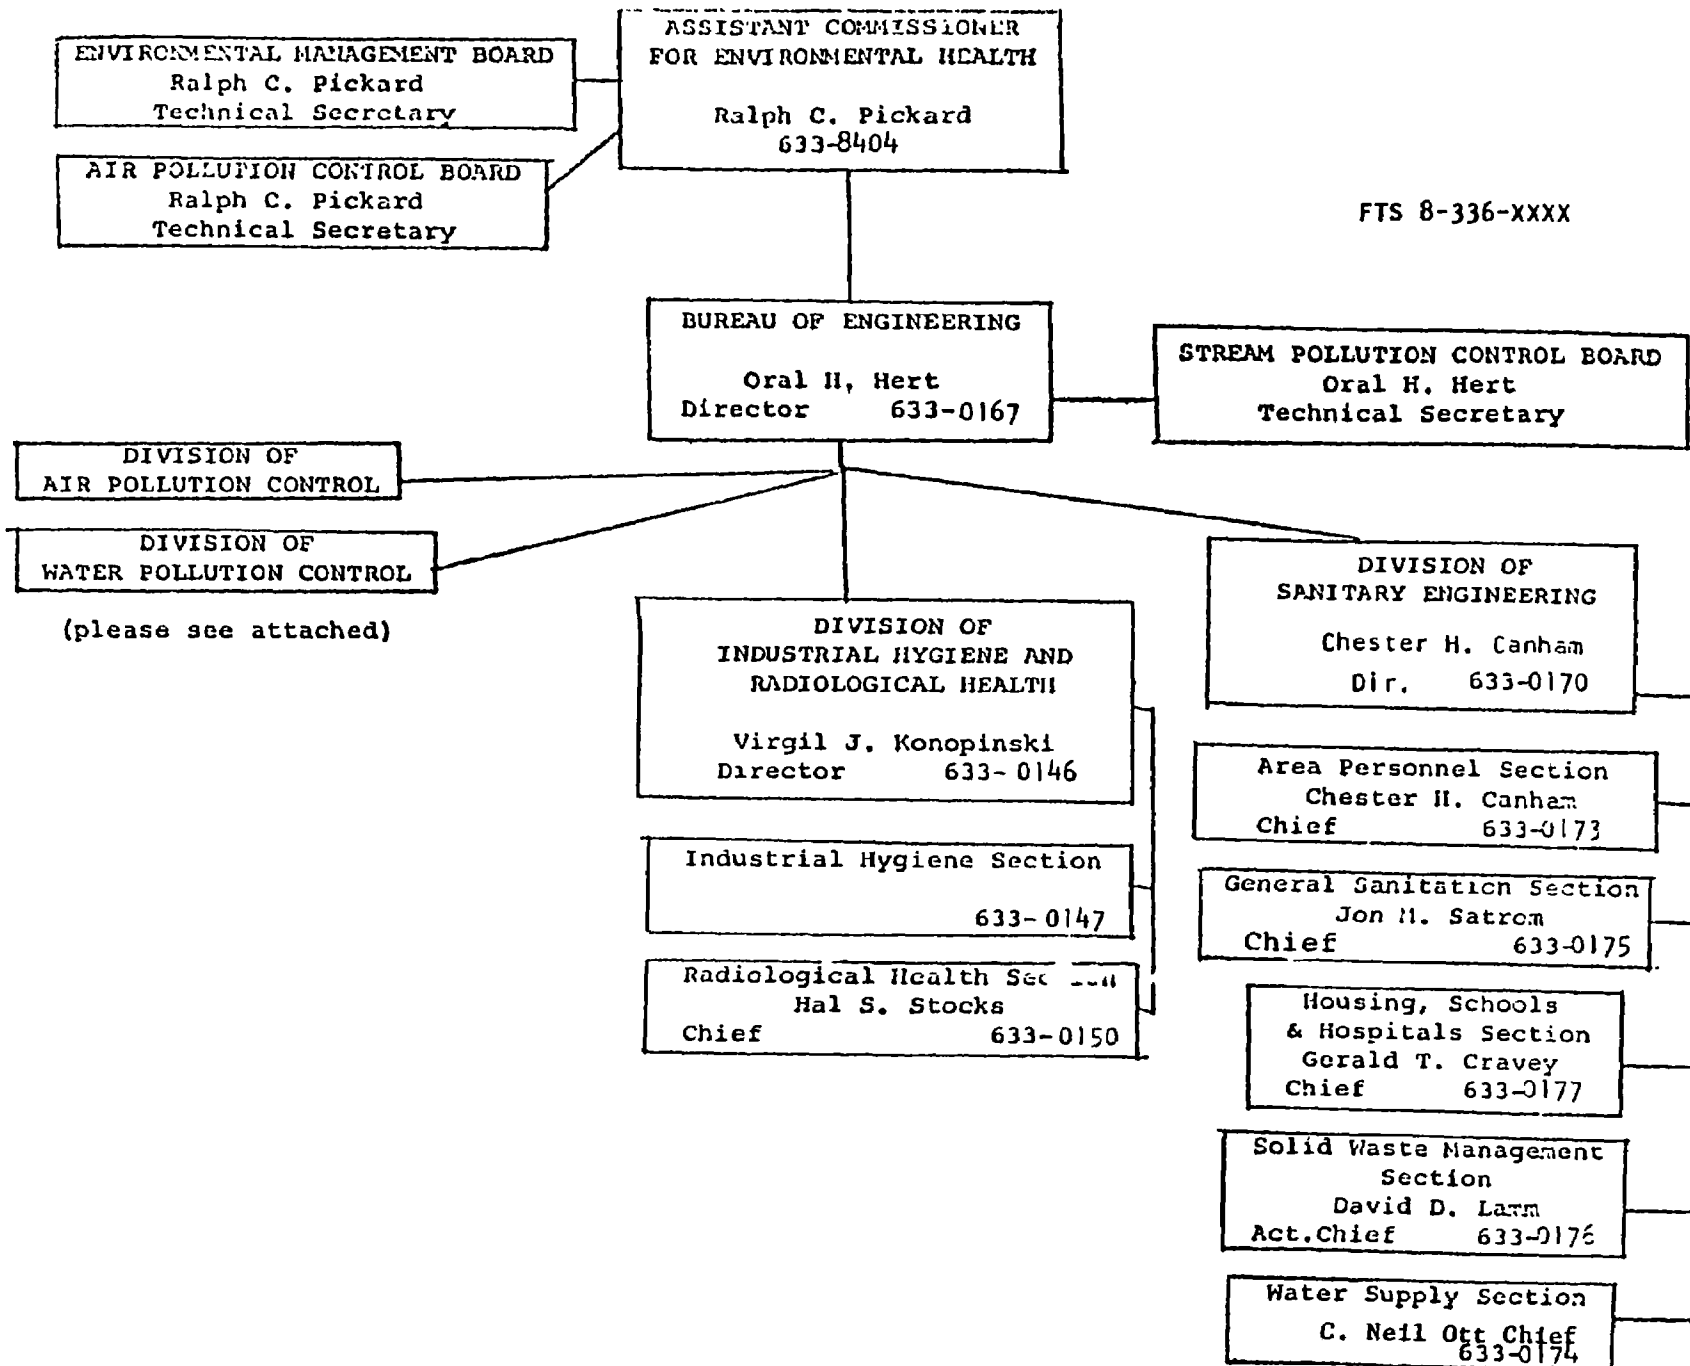 ASSISTANT COMMISSIONER
FOR ENVIRONMENTAL HEALTH
Ralph C. Pickard
633-8404
ENVIRONMENTAL MANAGEMENT BOARD
Ralph C. Pickard
Technical Secretary
AIR POLLUTION CONTROL BOARD
Ralph C. Pickard
Technical Secretary
FTS 8-336-XXXX
BUREAU OF ENGINEERING
Oral H. Hert
Director 633-0167
STREAM POLLUTION CONTROL BOARD
Oral H. Hert
Technical Secretary
DIVISION OF
AIR POLLUTION CONTROL
DIVISION OF
WATER POLLUTION CONTROL
(please see attached)
DIVISION OF
INDUSTRIAL HYGIENE AND
RADIOLOGICAL HEALTH
Virgil J. Konopinski
Director 633-0146
Industrial Hygiene Section
633-0147
Radiological Health Section
Hal S. Stocks
Chief 633-0150
DIVISION OF
SANITARY ENGINEERING
Chester H. Canham
Dir. 633-0170
Area Personnel Section
Chester H. Canham
Chief 633-0173
General Sanitation Section
Jon M. Satrom
Chief 633-0175
Housing, Schools
& Hospitals Section
Gerald T. Cravey
Chief 633-0177
Solid Waste Management
Section
David D. Lamm
Act.Chief 633-0176
Water Supply Section
C. Neil Ott Chief
633-0174